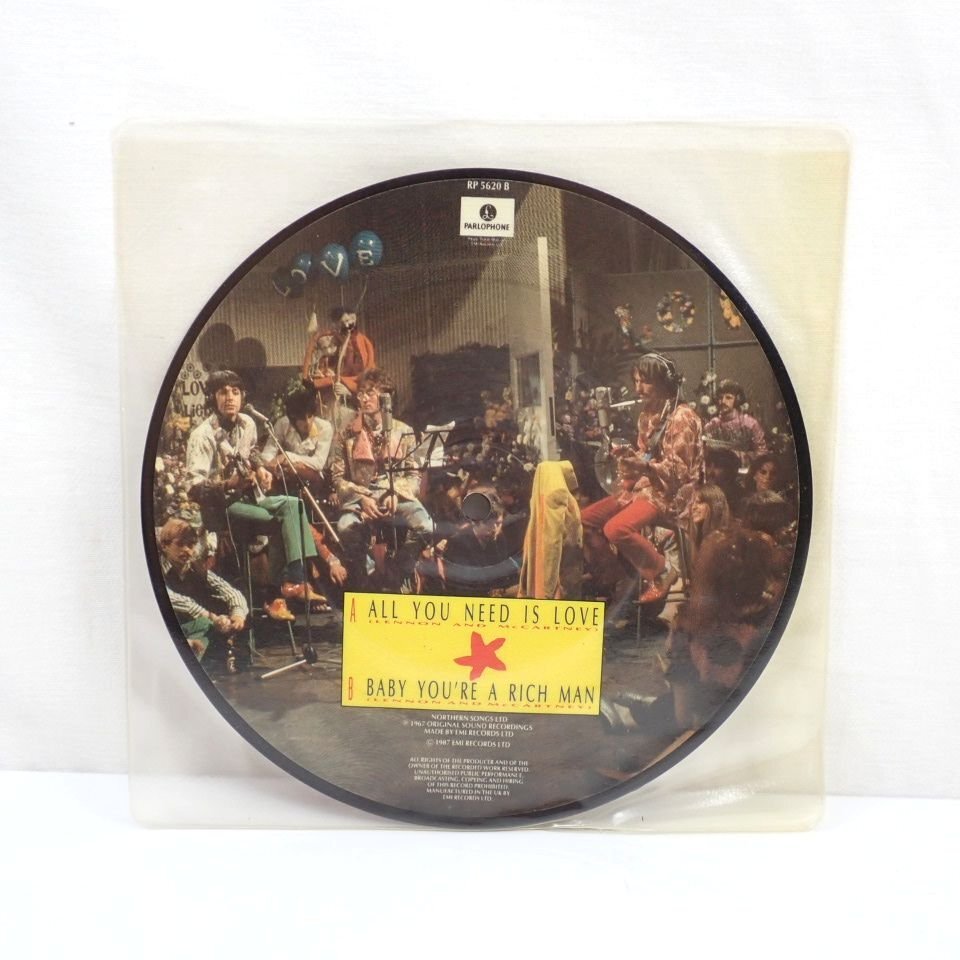 RP 5620 B
£
PARLOPHONE
LOVE
LOV
A ALL YOU NEED IS LOVE
(LENNON AND McCARTNEY)
B BABY YOU'RE A RICH MAN
(LENNON AND McCARTNEY)
NORTHERN SONGS LTD
℗ 1967 ORIGINAL SOUND RECORDINGS
MADE BY EMI RECORDS LTD
© 1987 EMI RECORDS LTD
ALL RIGHTS OF THE PRODUCER AND OF THE
OWNER OF THE RECORDED WORK RESERVED.
UNAUTHORISED PUBLIC PERFORMANCE,
BROADCASTING, COPYING AND HIRING
OF THIS RECORD PROHIBITED.
MANUFACTURED IN THE UK BY
EMI RECORDS LTD.